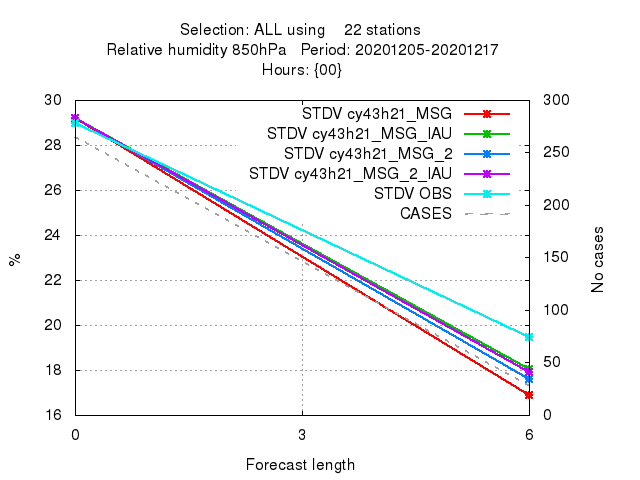 Selection: ALL using 22 stations
Relative humidity 850hPa Period: 20201205-20201217
Hours: {00}
30 300
STDV cy43h21_MSG
STDV cy43h21_MSG_IAU
28 250
STDV cy43h21_MSG_2
STDV cy43h21_MSG_2_IAU
26 STDV OBS 200
CASES
24
22 150
% No cases
20 100
18 50
16 0
0 3 6
Forecast length